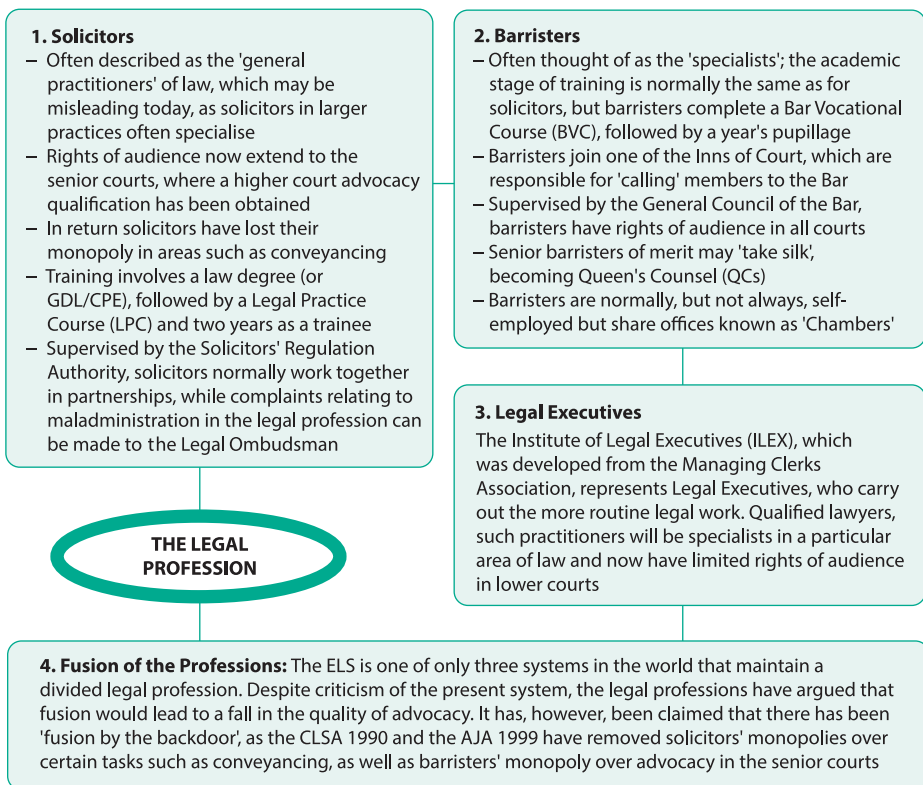 1. Solicitors
– Often described as the 'general
practitioners' of law, which may be
misleading today, as solicitors in larger
practices often specialise
– Rights of audience now extend to the
senior courts, where a higher court advocacy
qualification has been obtained
– In return solicitors have lost their
monopoly in areas such as conveyancing
– Training involves a law degree (or
GDL/CPE), followed by a Legal Practice
Course (LPC) and two years as a trainee
– Supervised by the Solicitors' Regulation
Authority, solicitors normally work together
in partnerships, while complaints relating to
maladministration in the legal profession can
be made to the Legal Ombudsman
2. Barristers
– Often thought of as the 'specialists'; the academic
stage of training is normally the same as for
solicitors, but barristers complete a Bar Vocational
Course (BVC), followed by a year's pupillage
– Barristers join one of the Inns of Court, which are
responsible for 'calling' members to the Bar
– Supervised by the General Council of the Bar,
barristers have rights of audience in all courts
– Senior barristers of merit may 'take silk',
becoming Queen's Counsel (QCs)
– Barristers are normally, but not always, self-
employed but share offices known as 'Chambers'
3. Legal Executives
The Institute of Legal Executives (ILEX), which
was developed from the Managing Clerks
Association, represents Legal Executives, who carry
out the more routine legal work. Qualified lawyers,
such practitioners will be specialists in a particular
area of law and now have limited rights of audience
in lower courts
THE LEGAL
PROFESSION
4. Fusion of the Professions: The ELS is one of only three systems in the world that maintain a
divided legal profession. Despite criticism of the present system, the legal professions have argued that
fusion would lead to a fall in the quality of advocacy. It has, however, been claimed that there has been
'fusion by the backdoor', as the CLSA 1990 and the AJA 1999 have removed solicitors' monopolies over
certain tasks such as conveyancing, as well as barristers' monopoly over advocacy in the senior courts